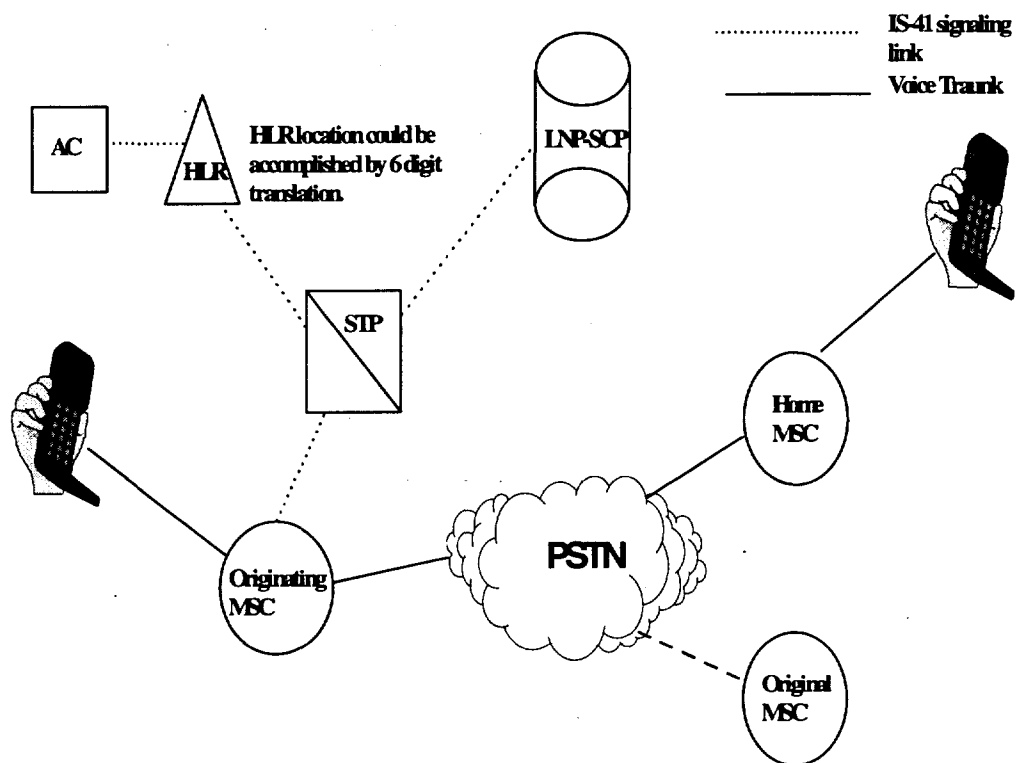 IS-41 signaling
link
Voice Traunk
AC
HLR
HLR location could be
accomplished by 6 digit
translation.
LNP-SCP
STP
Home
MSC
PSTN
Originating
MSC
Original
MSC